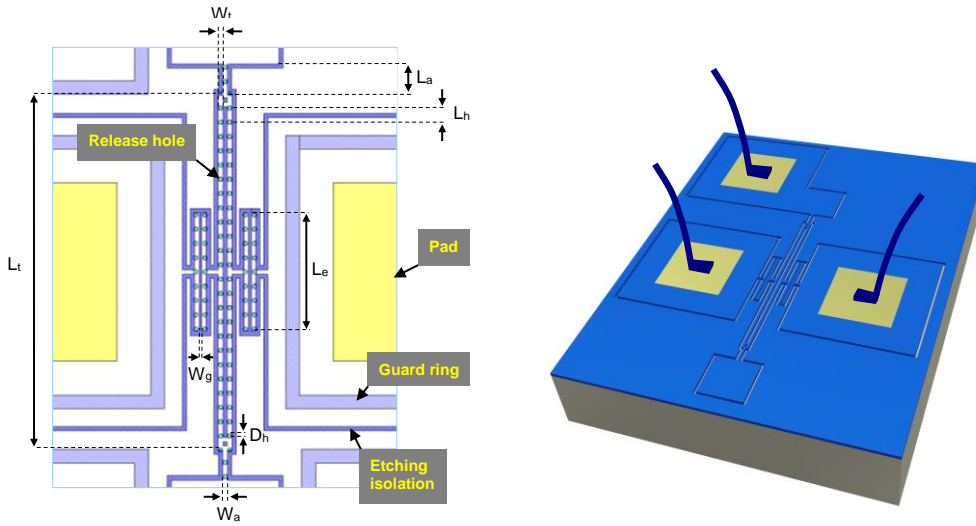 Wt
La
Lh
Release hole
Lt
Le
Pad
Wg
Guard ring
Dh
Etching
isolation
Wa